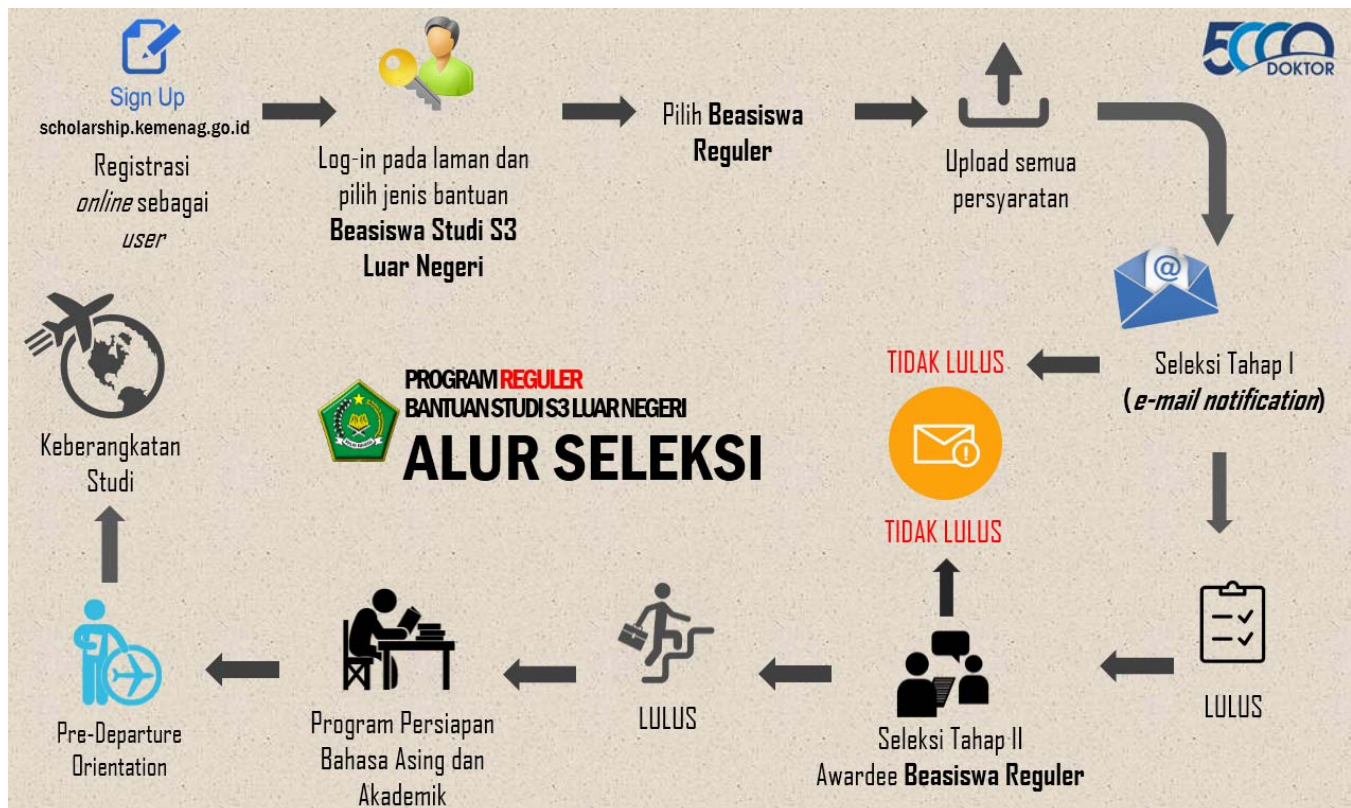 Sign Up
scholarship.kemenag.go.id
Registrasi
online sebagai
user
Log-in pada laman dan
pilih jenis bantuan
Beasiswa Studi S3
Luar Negeri
Pilih Beasiswa
Reguler
Upload semua
persyaratan
5000
DOKTOR
@
Seleksi Tahap I
(e-mail notification)
TIDAK LULUS
TIDAK LULUS
PROGRAM REGULER
BANTUAN STUDI S3 LUAR NEGERI
ALUR SELEKSI
LULUS
Seleksi Tahap II
Awardee Beasiswa Reguler
LULUS
Program Persiapan
Bahasa Asing dan
Akademik
Pre-Departure
Orientation
Keberangkatan
Studi